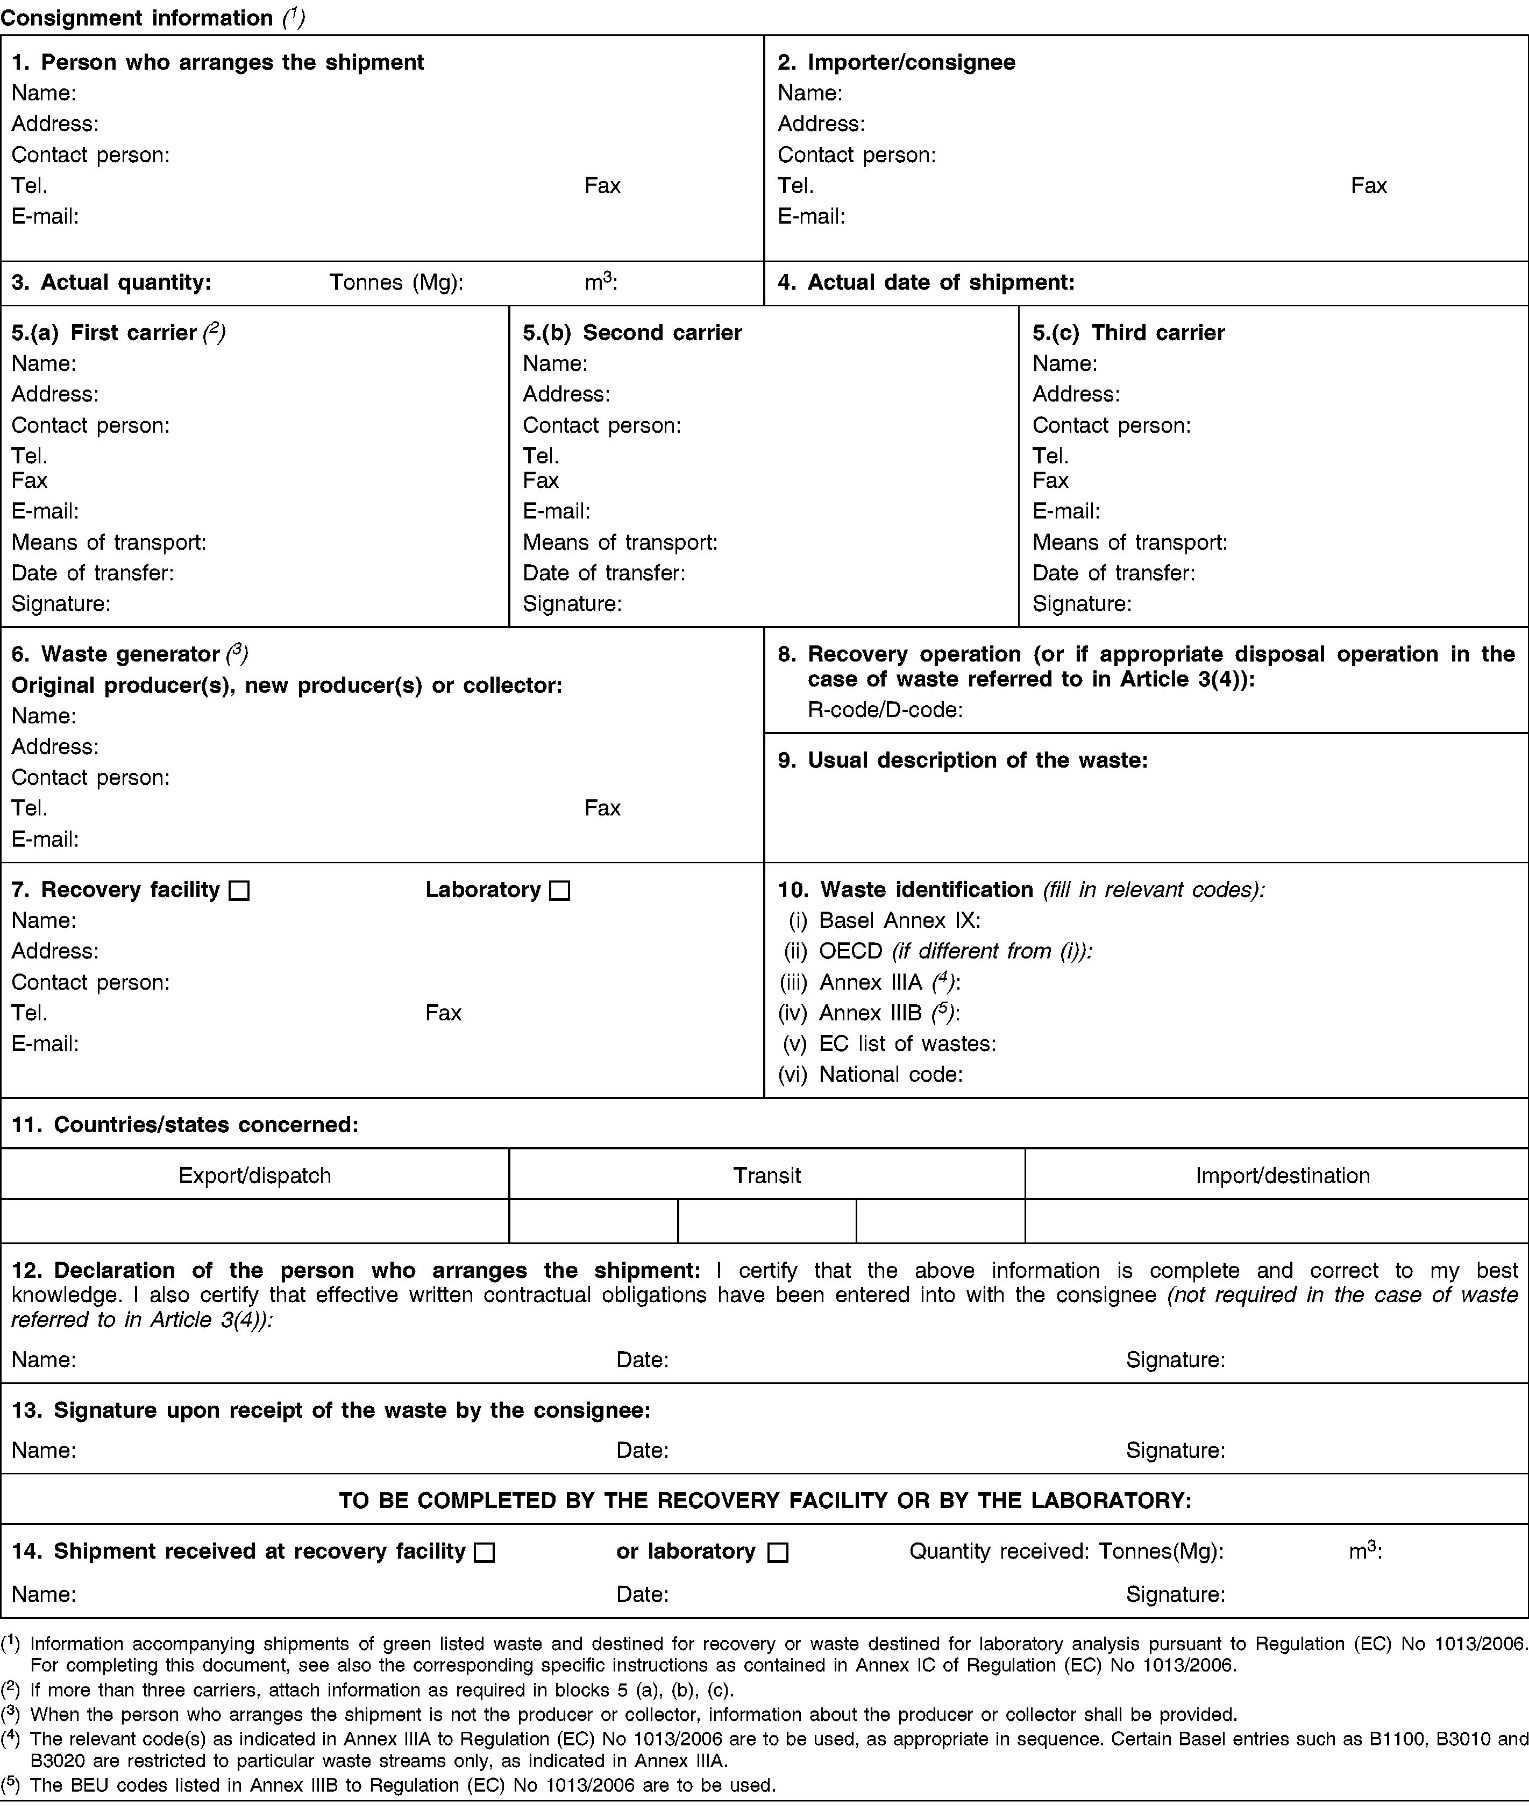 Consignment information (1)
1. Person who arranges the shipment
Name:
Address:
Contact person:
Tel. Fax
E-mail:
2. Importer/consignee
Name:
Address:
Contact person:
Tel. Fax
E-mail:
3. Actual quantity: Tonnes (Mg): m3:
4. Actual date of shipment:
5.(a) First carrier (2)
Name:
Address:
Contact person:
Tel.
Fax
E-mail:
Means of transport:
Date of transfer:
Signature:
5.(b) Second carrier
Name:
Address:
Contact person:
Tel.
Fax
E-mail:
Means of transport:
Date of transfer:
Signature:
5.(c) Third carrier
Name:
Address:
Contact person:
Tel.
Fax
E-mail:
Means of transport:
Date of transfer:
Signature:
6. Waste generator (3)
Original producer(s), new producer(s) or collector:
Name:
Address:
Contact person:
Tel. Fax
E-mail:
8. Recovery operation (or if appropriate disposal operation in the
case of waste referred to in Article 3(4)):
R-code/D-code:
9. Usual description of the waste:
7. Recovery facility ☐ Laboratory ☐
Name:
Address:
Contact person:
Tel. Fax
E-mail:
10. Waste identification (fill in relevant codes):
(i) Basel Annex IX:
(ii) OECD (if different from (i)):
(iii) Annex IIIA (4):
(iv) Annex IIIB (5):
(v) EC list of wastes:
(vi) National code:
11. Countries/states concerned:
Export/dispatch Transit Import/destination
12. Declaration of the person who arranges the shipment: I certify that the above information is complete and correct to my best
knowledge. I also certify that effective written contractual obligations have been entered into with the consignee (not required in the case of waste
referred to in Article 3(4)):
Name: Date: Signature:
13. Signature upon receipt of the waste by the consignee:
Name: Date: Signature:
TO BE COMPLETED BY THE RECOVERY FACILITY OR BY THE LABORATORY:
14. Shipment received at recovery facility ☐ or laboratory ☐ Quantity received: Tonnes(Mg): m3:
Name: Date: Signature:
(1) Information accompanying shipments of green listed waste and destined for recovery or waste destined for laboratory analysis pursuant to Regulation (EC) No 1013/2006.
For completing this document, see also the corresponding specific instructions as contained in Annex IC of Regulation (EC) No 1013/2006.
(2) If more than three carriers, attach information as required in blocks 5 (a), (b), (c).
(3) When the person who arranges the shipment is not the producer or collector, information about the producer or collector shall be provided.
(4) The relevant code(s) as indicated in Annex IIIA to Regulation (EC) No 1013/2006 are to be used, as appropriate in sequence. Certain Basel entries such as B1100, B3010 and
B3020 are restricted to particular waste streams only, as indicated in Annex IIIA.
(5) The BEU codes listed in Annex IIIB to Regulation (EC) No 1013/2006 are to be used.